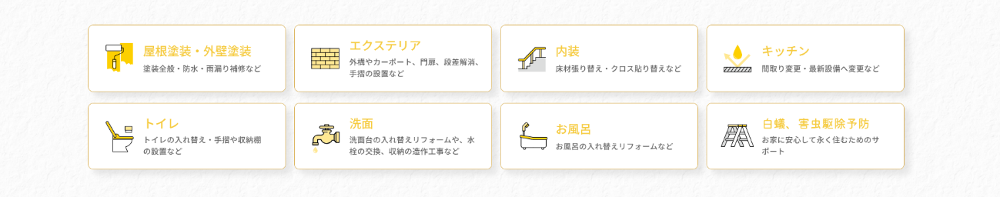 屋根塗装・外壁塗装
塗装全般・防水・雨漏り補修など
エクステリア
外構やカーポート、門扉、段差解消、
手摺の設置など
内装
床材張り替え・クロス貼り替えなど
キッチン
間取り変更・最新設備へ変更など
トイレ
トイレの入れ替え・手摺や収納棚
の設置など
洗面
洗面台の入れ替えリフォームや、水
栓の交換、収納の造作工事など
お風呂
お風呂の入れ替えリフォームなど
白蟻、害虫駆除予防
お家に安心して永く住むためのサ
ポート